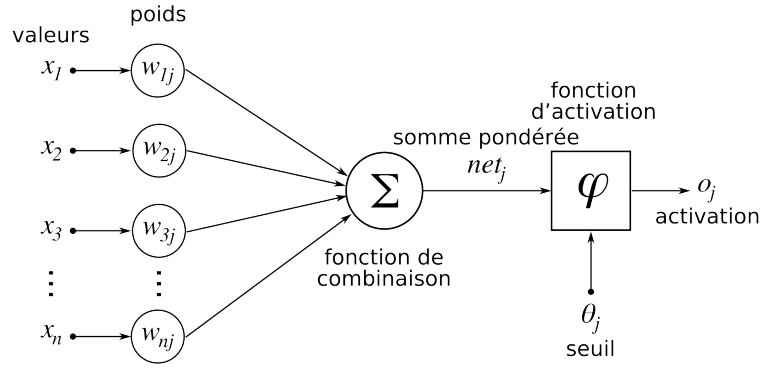 poids
valeurs
x₁ w₁ⱼ
fonction
d'activation
somme pondérée
x₂ w₂ⱼ
netⱼ
Σ φ oⱼ
activation
x₃ w₃ⱼ
fonction de
combinaison
⋮ ⋮
θⱼ
xₙ wₙⱼ
seuil